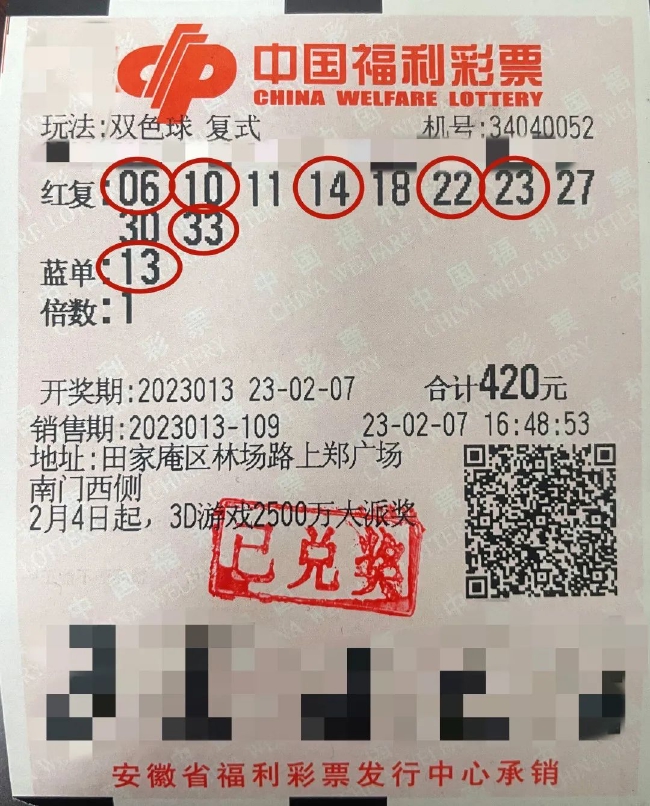 中国福利彩票
CHINA WELFARE LOTTERY
玩法:双色球 复式 机号:34040052
红复:06 10 11 14 18 22 23 27
30 33
蓝单:13
倍数:1
开奖期:2023013 23-02-07 合计420元
销售期:2023013-109 23-02-07 16:48:53
地址:田家庵区林场路上郑广场
南门西侧
2月4日起，3D游戏2500万大派奖
已兑奖
安徽省福利彩票发行中心承销